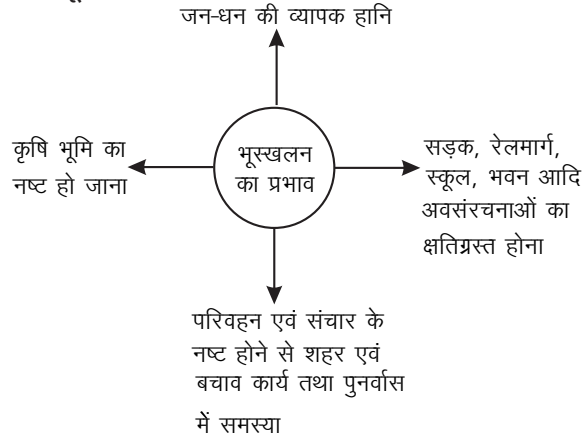 जन-धन की व्यापक हानि
भूस्खलन
का प्रभाव
कृषि भूमि का
नष्ट हो जाना
सड़क, रेलमार्ग,
स्कूल, भवन आदि
अवसंरचनाओं का
क्षतिग्रस्त होना
परिवहन एवं संचार के
नष्ट होने से शहर एवं
बचाव कार्य तथा पुनर्वास
में समस्या